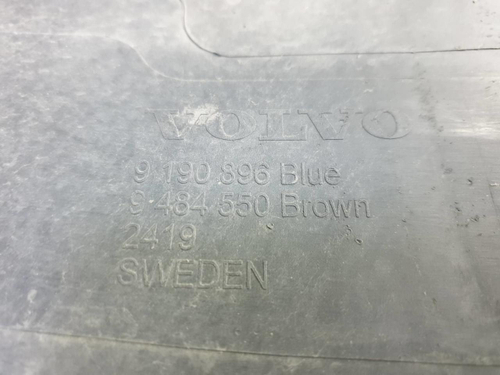 VOLVO
9 190 896 Blue
9 484 550 Brown
2419
SWEDEN